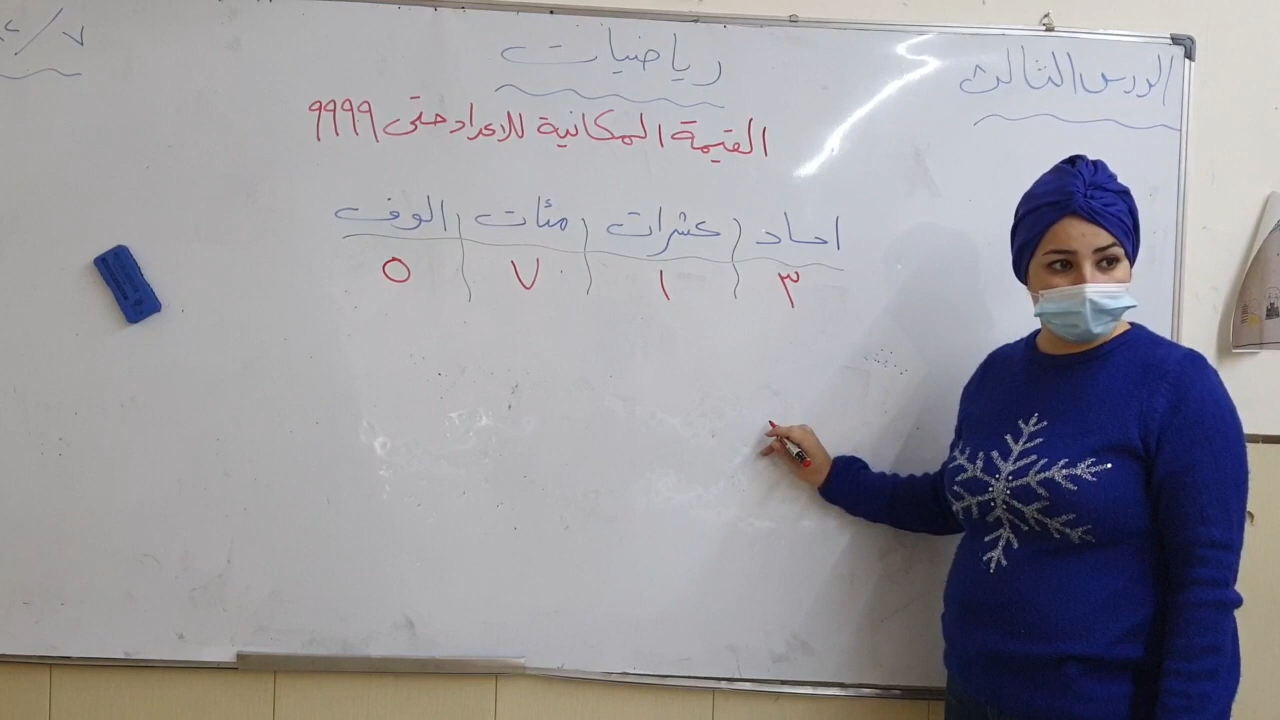 الدرس الثالث
رياضيات
القيمة المكانية للاعداد حتى ٩٩٩٩
احاد عشرات مئات الوف
٣ ١ ٧ ٥